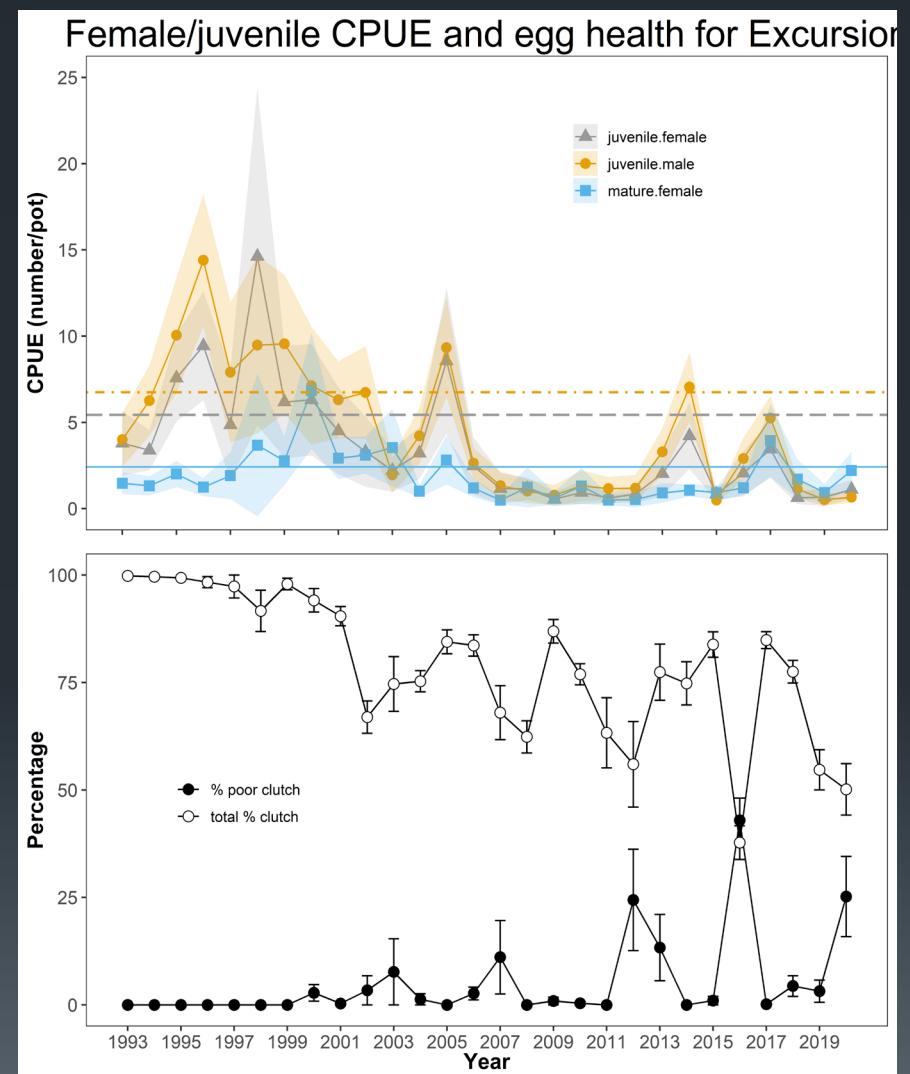 Female/juvenile CPUE and egg health for Excursion
25
20
15
10
5
0
CPUE (number/pot)
juvenile.female
juvenile.male
mature.female
100
75
50
25
0
Percentage
% poor clutch
total % clutch
1993 1995 1997 1999 2001 2003 2005 2007 2009 2011 2013 2015 2017 2019
Year